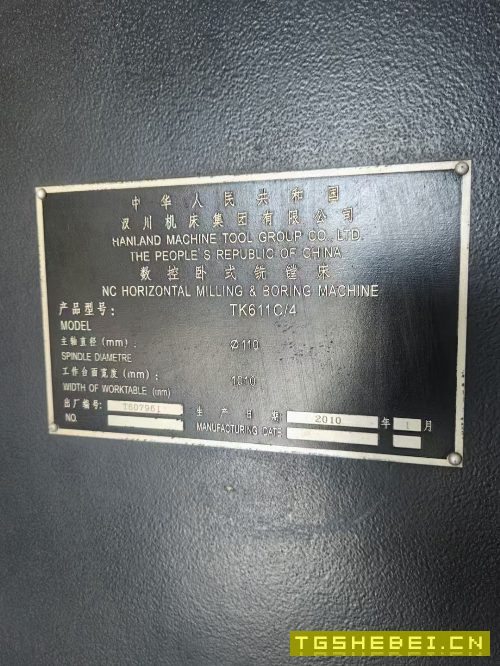 中华人民共和国
汉川机床集团有限公司
HANLAND MACHINE TOOL GROUP CO., LTD.
THE PEOPLE'S REPUBLIC OF CHINA
数控卧式铣镗床
NC HORIZONTAL MILLING & BORING MACHINE
产品型号: TK611C/4
MODEL
主轴直径(mm): Ø110
SPINDLE DIAMETRE
工作台面宽度(mm): 1010
WIDTH OF WORKTABLE (mm)
出厂编号: T607961 生产日期 2010 年 1 月
NO. MANUFACTURING DATE
TGSHEBEI.CN